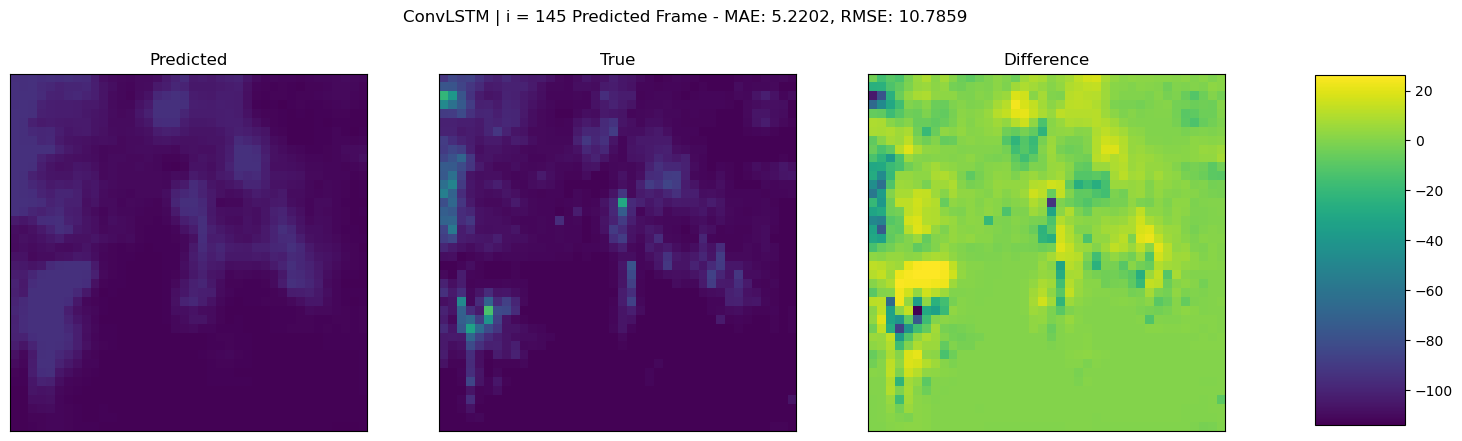 ConvLSTM | i = 145 Predicted Frame - MAE: 5.2202, RMSE: 10.7859
Predicted
True
Difference
20
0
−20
−40
−60
−80
−100